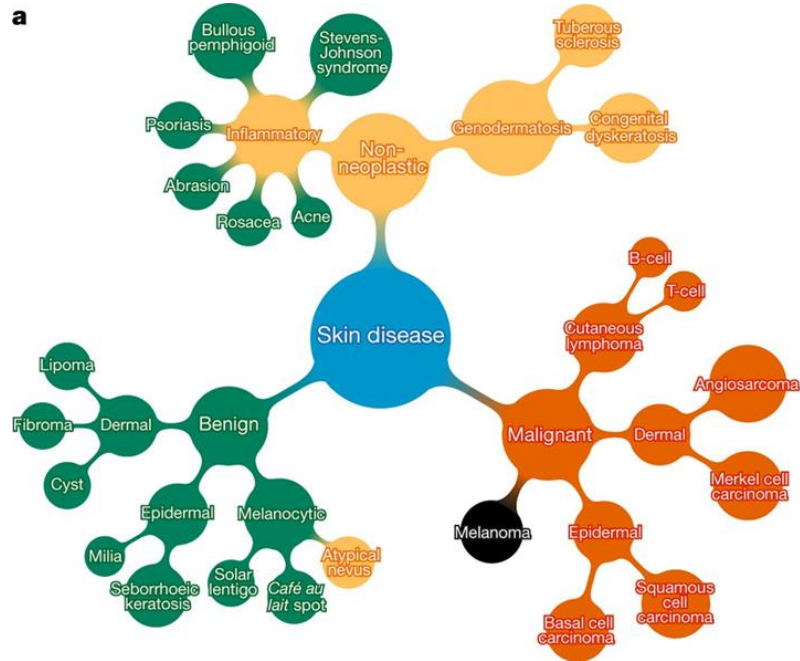 a
Bullous
pemphigoid
Stevens-
Johnson
syndrome
Psoriasis
Inflammatory
Abrasion
Rosacea
Acne
Non-
neoplastic
Genodermatosis
Tuberous
sclerosis
Congenital
dyskeratosis
Skin disease
Lipoma
Fibroma
Dermal
Cyst
Benign
Epidermal
Melanocytic
Milia
Seborrhoeic
keratosis
Solar
lentigo
Café au
lait spot
Atypical
nevus
B-cell
T-cell
Cutaneous
lymphoma
Malignant
Dermal
Angiosarcoma
Merkel cell
carcinoma
Melanoma
Epidermal
Basal cell
carcinoma
Squamous
cell
carcinoma